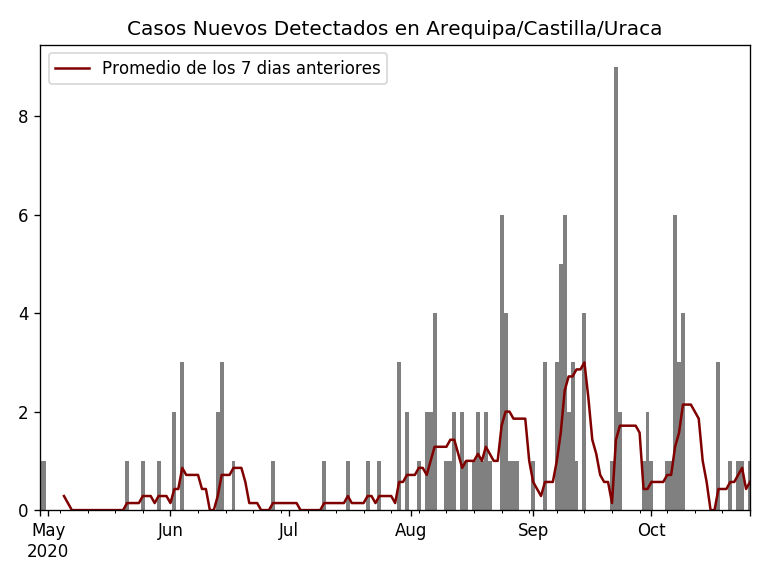 Casos Nuevos Detectados en Arequipa/Castilla/Uraca
Promedio de los 7 dias anteriores
8
6
4
2
0
May Jun Jul Aug Sep Oct
2020